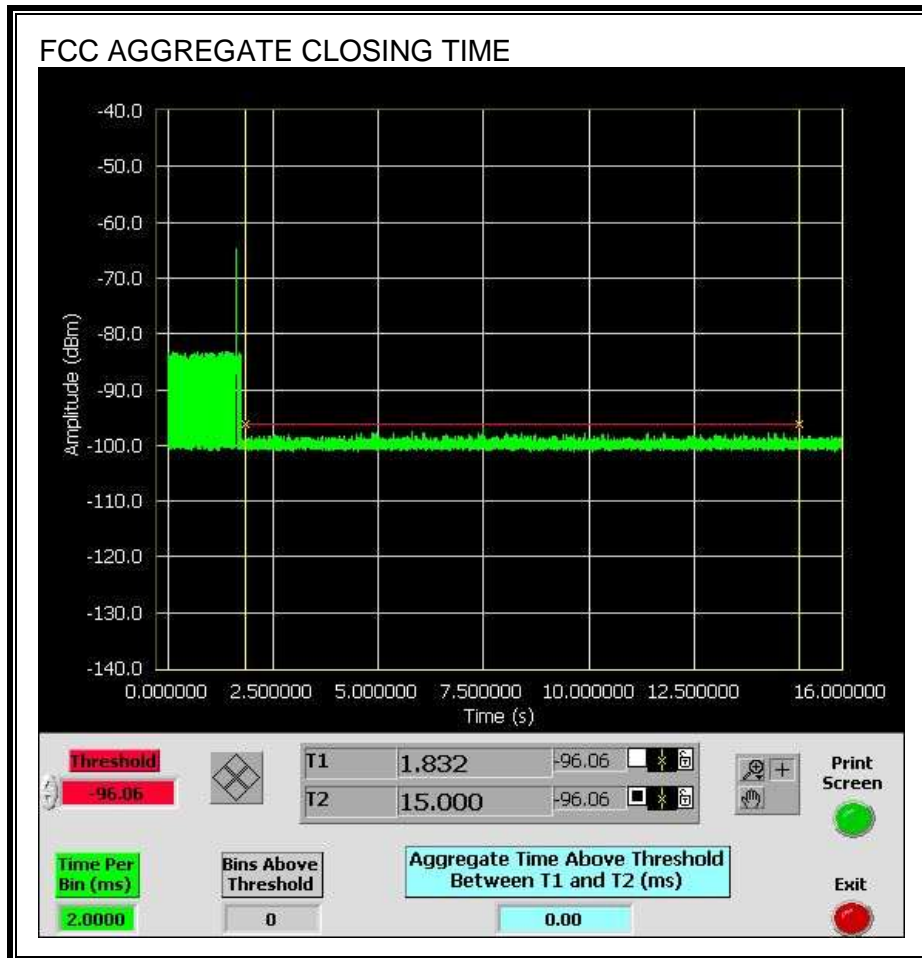 FCC AGGREGATE CLOSING TIME
-40.0
-50.0
-60.0
-70.0
-80.0
-90.0
-100.0
-110.0
-120.0
-130.0
-140.0
Amplitude (dBm)
0.000000 2.500000 5.000000 7.500000 10.000000 12.500000 16.000000
Time (s)
Threshold
-96.06
T1 1.832 -96.06
T2 15.000 -96.06
Print
Screen
Time Per
Bin (ms)
2.0000
Bins Above
Threshold
0
Aggregate Time Above Threshold
Between T1 and T2 (ms)
0.00
Exit